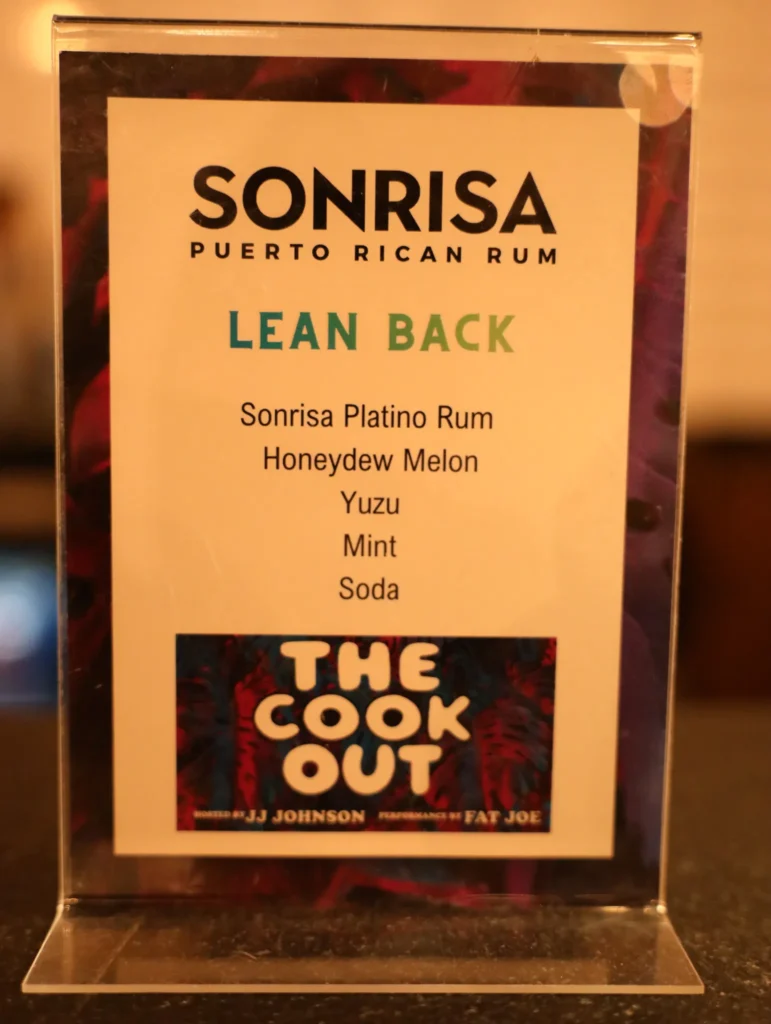 SONRISA
PUERTO RICAN RUM
LEAN BACK
Sonrisa Platino Rum
Honeydew Melon
Yuzu
Mint
Soda
THE
COOK
OUT
HOSTED BY JJ JOHNSON PERFORMANCE BY FAT JOE